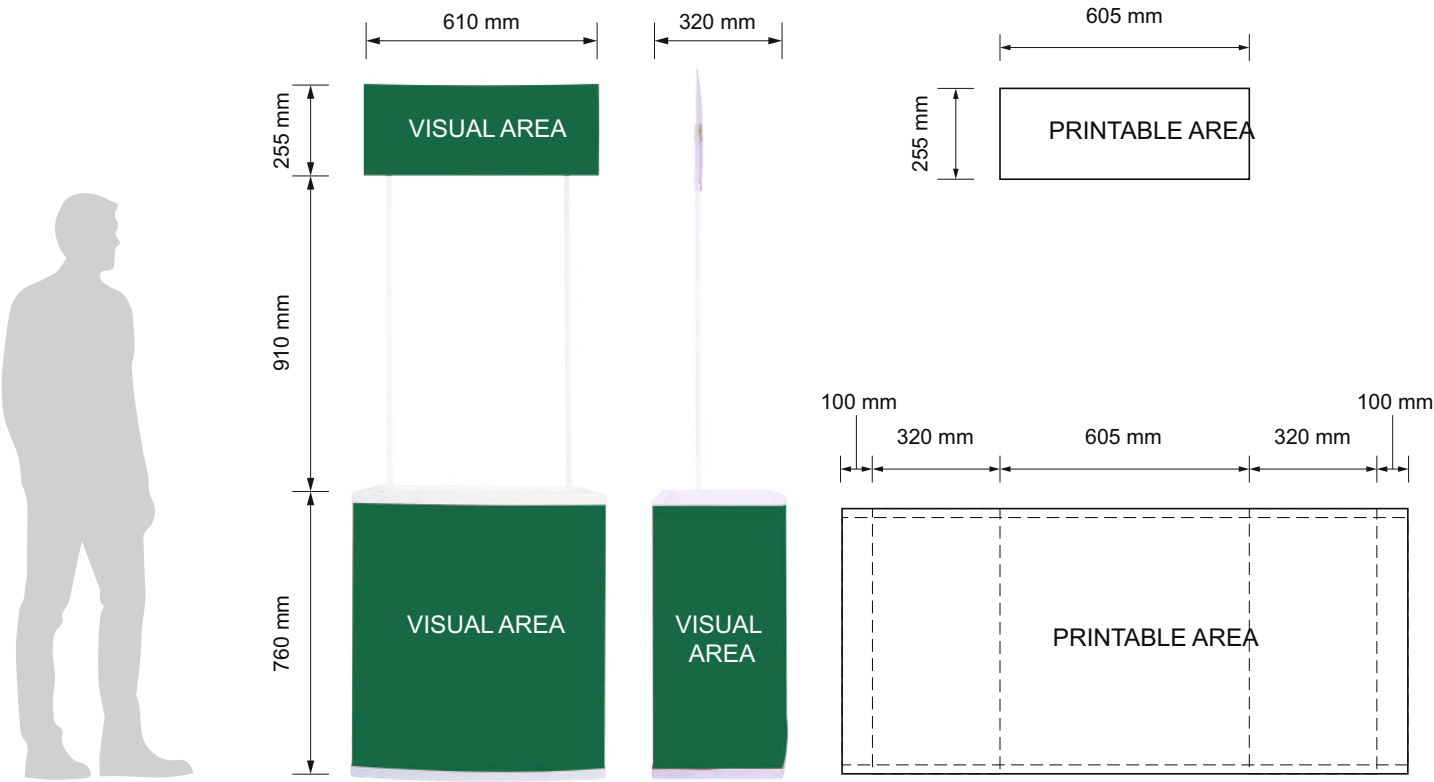 610 mm
320 mm
605 mm
255 mm
VISUAL AREA
255 mm
PRINTABLE AREA
910 mm
100 mm
100 mm
320 mm
605 mm
320 mm
760 mm
VISUAL AREA
VISUAL
AREA
PRINTABLE AREA